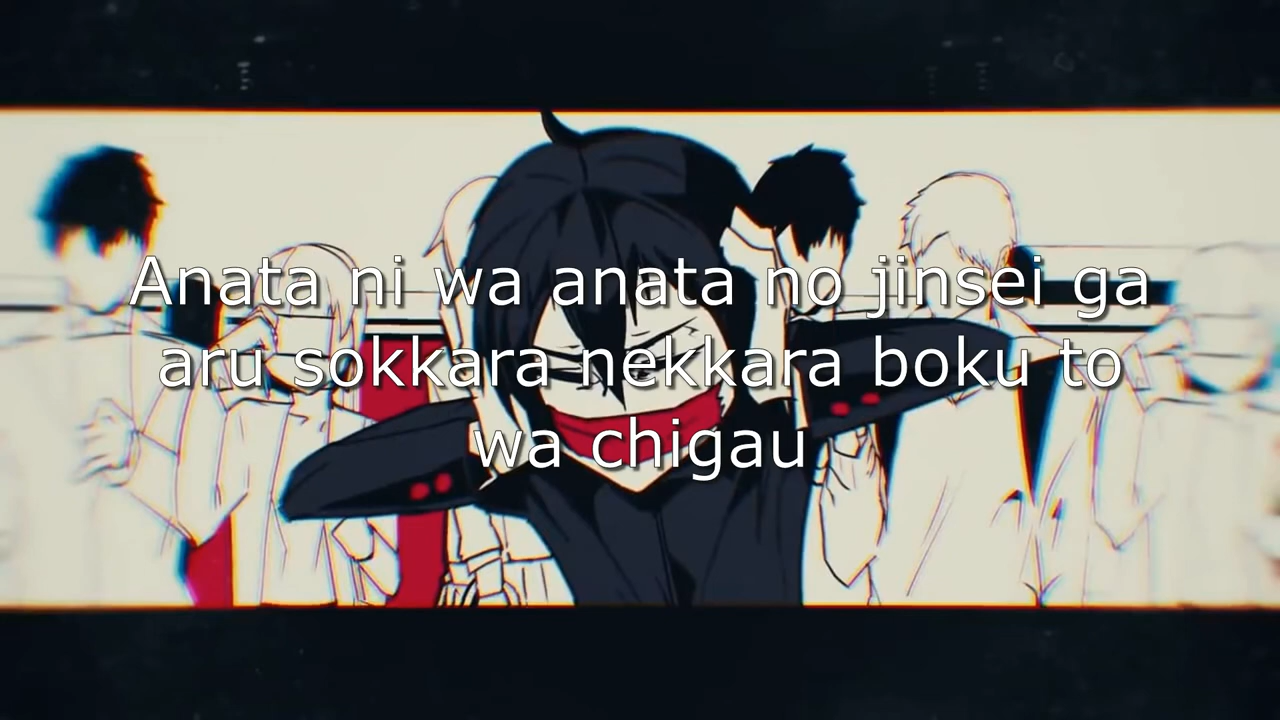 Anata ni wa anata no jinsei ga
aru sokkara nekkara boku to
wa chigau